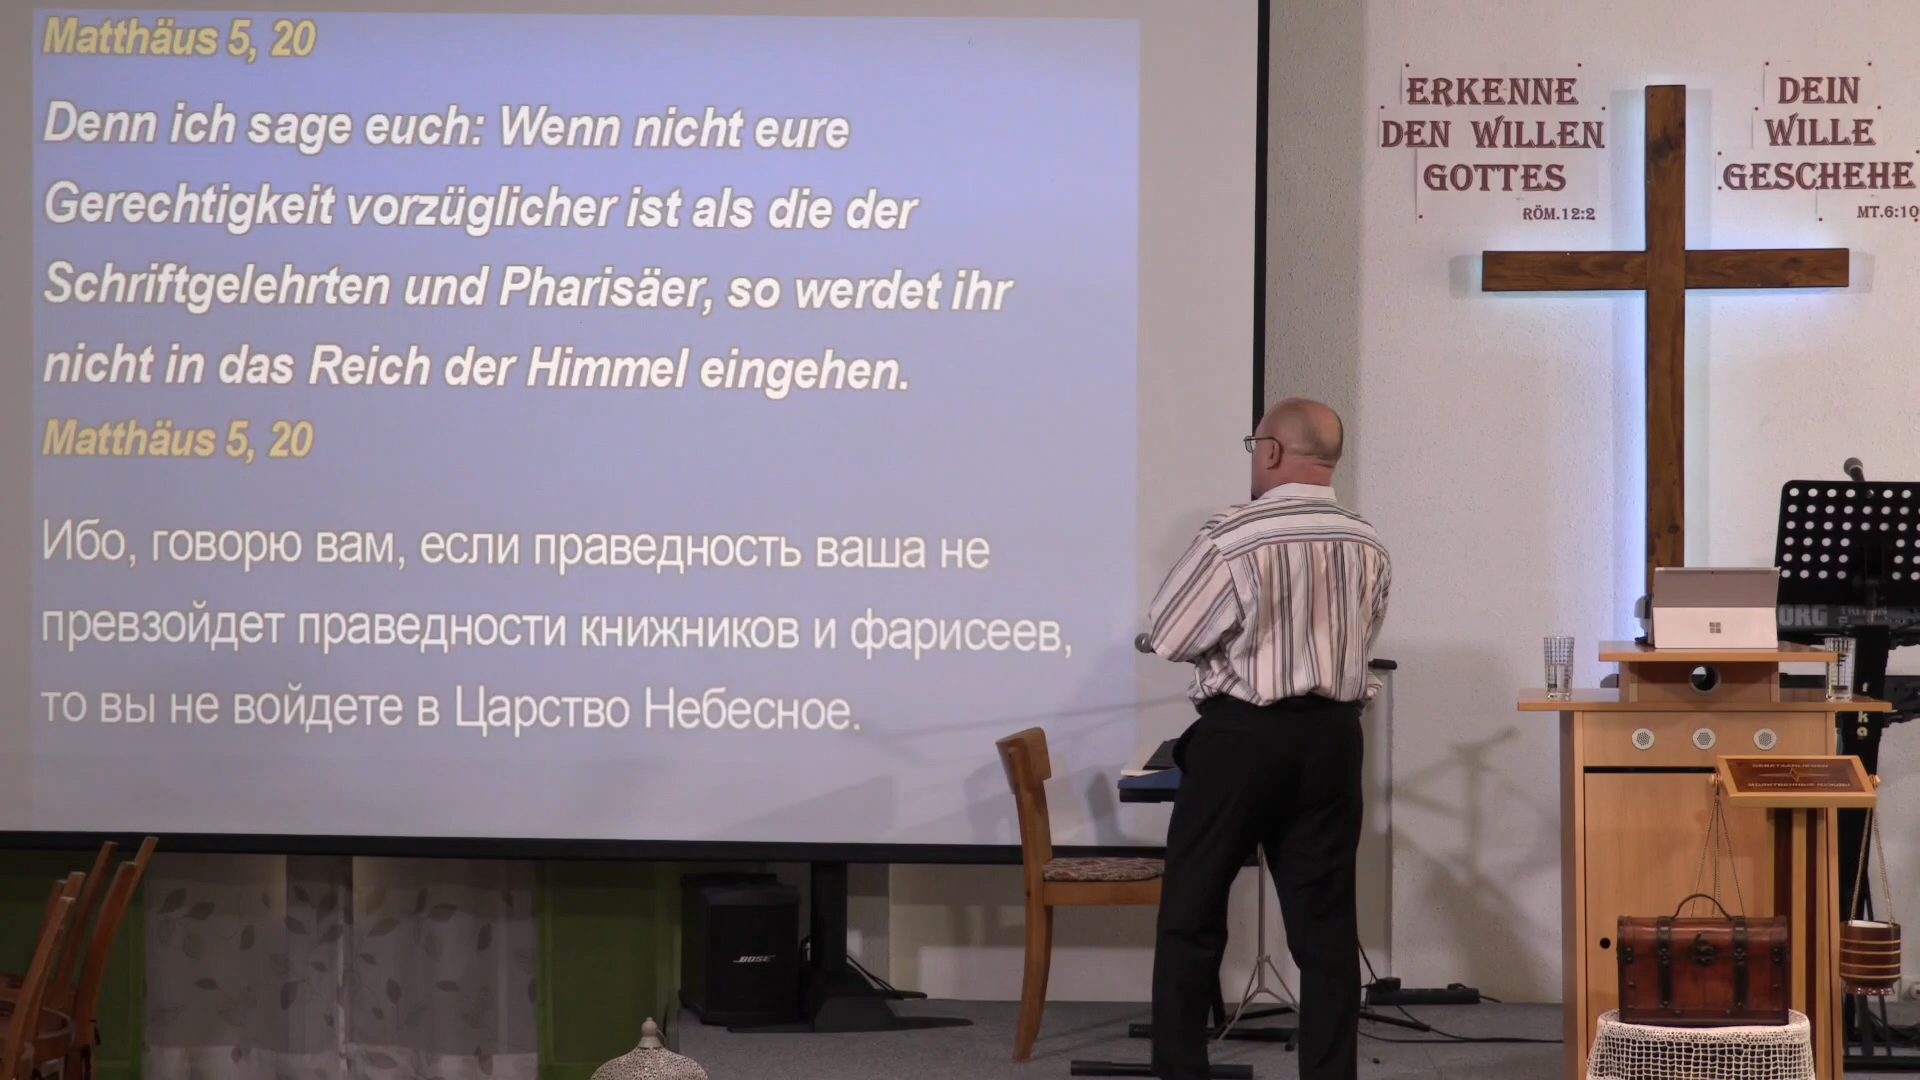 Matthäus 5, 20
Denn ich sage euch: Wenn nicht eure
Gerechtigkeit vorzüglicher ist als die der
Schriftgelehrten und Pharisäer, so werdet ihr
nicht in das Reich der Himmel eingehen.
Matthäus 5, 20
Ибо, говорю вам, если праведность ваша не
превзойдет праведности книжников и фарисеев,
то вы не войдете в Царство Небесное.
ERKENNE
DEN WILLEN
GOTTES
RÖM.12:2
DEIN
WILLE
GESCHEHE
MT.6:10
BOSE